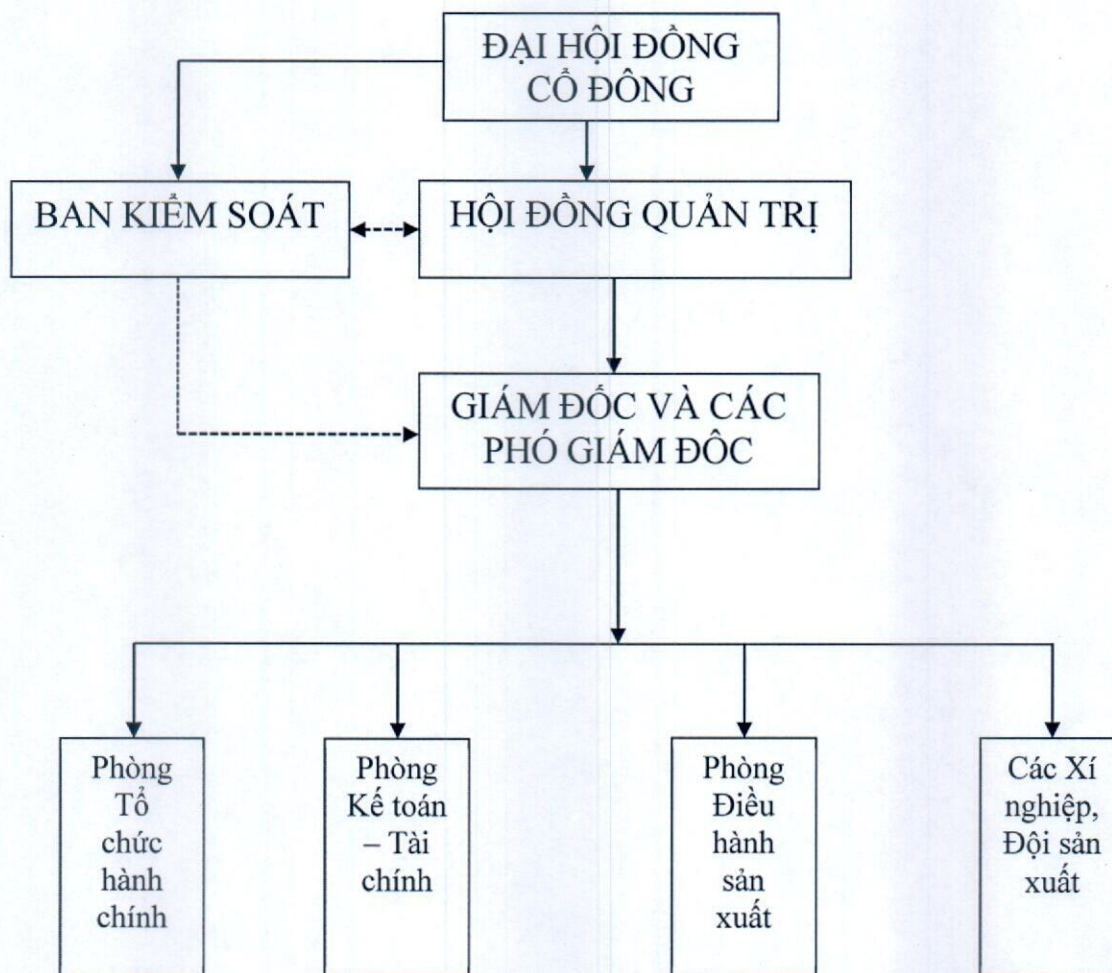 ĐẠI HỘI ĐỒNG
CỔ ĐÔNG
BAN KIỂM SOÁT
HỘI ĐỒNG QUẢN TRỊ
GIÁM ĐỐC VÀ CÁC
PHÓ GIÁM ĐỐC
Phòng
Tổ
chức
hành
chính
Phòng
Kế toán
– Tài
chính
Phòng
Điều
hành
sản
xuất
Các Xí
nghiệp,
Đội sản
xuất